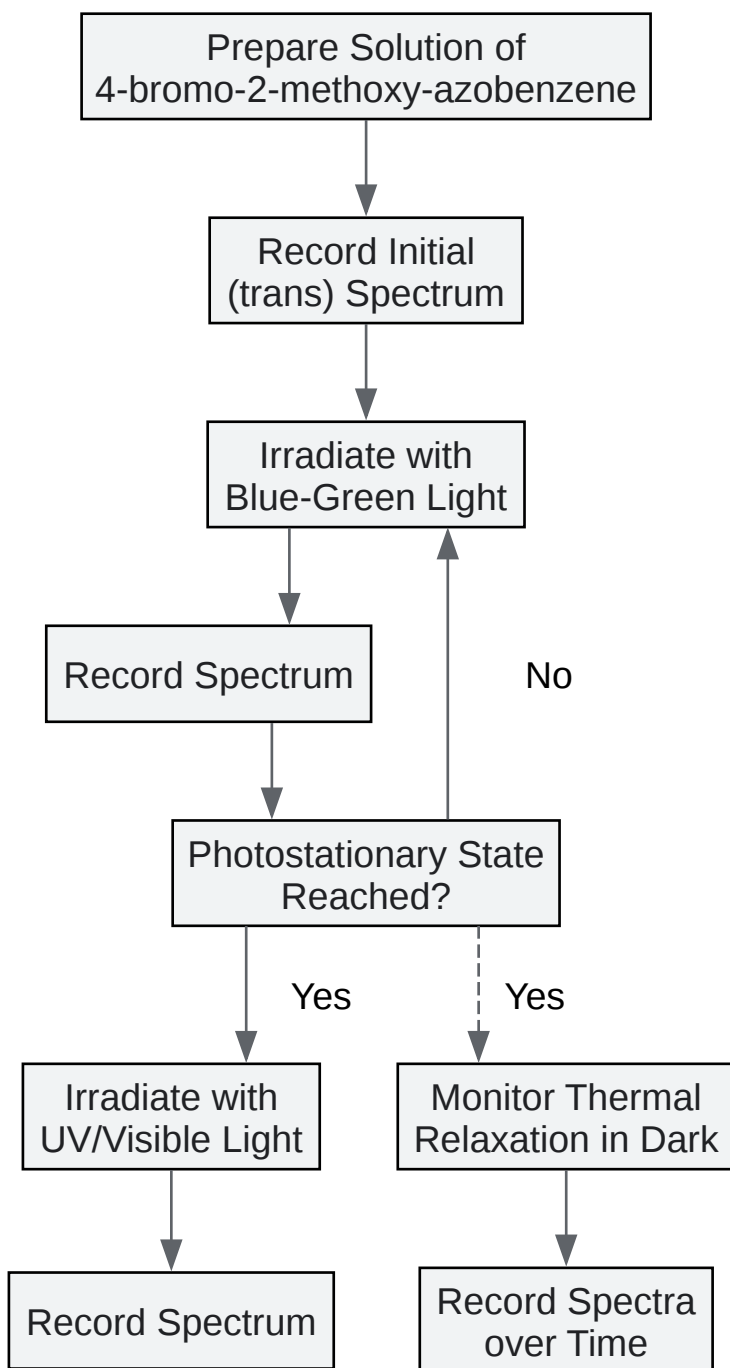 Prepare Solution of
4-bromo-2-methoxy-azobenzene
Record Initial
(trans) Spectrum
Irradiate with
Blue-Green Light
Record Spectrum
No
Photostationary State
Reached?
Yes
Yes
Irradiate with
UV/Visible Light
Monitor Thermal
Relaxation in Dark
Record Spectrum
Record Spectra
over Time